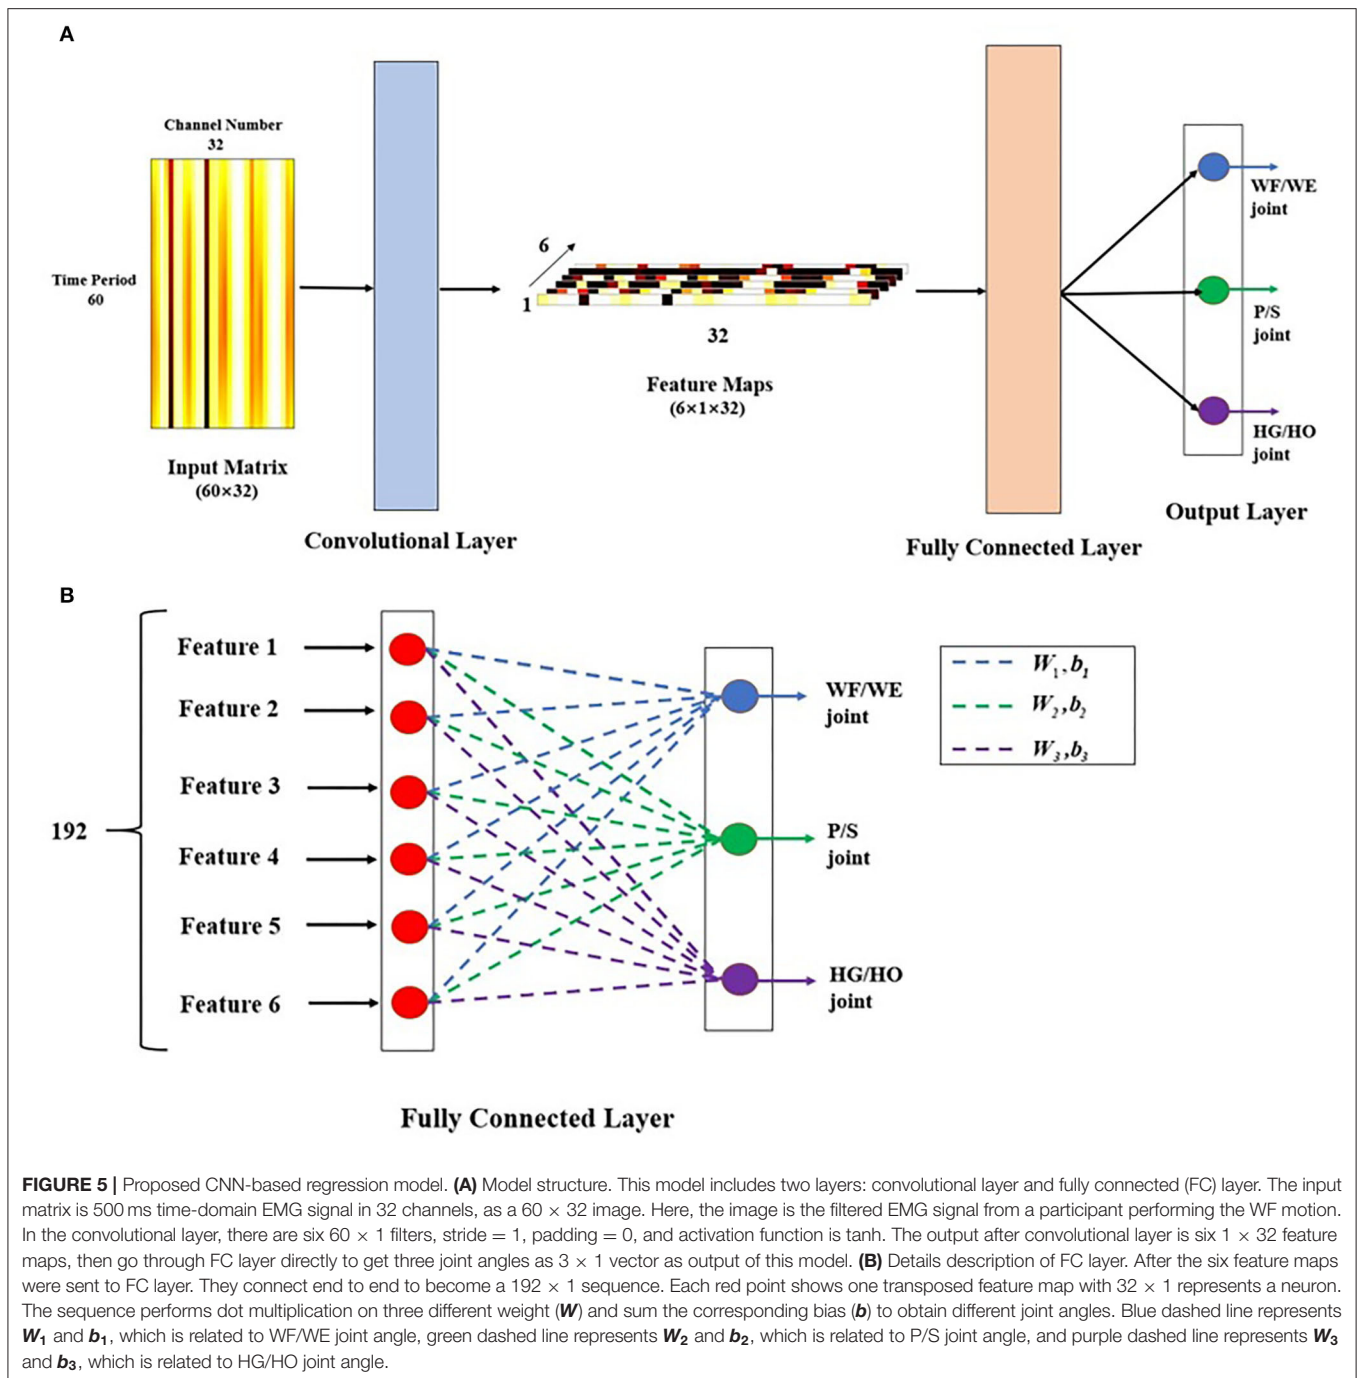 A
Channel Number
32
Time Period
60
Input Matrix
(60×32)
Convolutional Layer
6
1
32
Feature Maps
(6×1×32)
Fully Connected Layer
WF/WE
joint
P/S
joint
HG/HO
joint
Output Layer
B
192
Feature 1
Feature 2
Feature 3
Feature 4
Feature 5
Feature 6
WF/WE
joint
P/S
joint
HG/HO
joint
W1,b1
W2,b2
W3,b3
Fully Connected Layer
FIGURE 5 | Proposed CNN-based regression model. (A) Model structure. This model includes two layers: convolutional layer and fully connected (FC) layer. The input
matrix is 500 ms time-domain EMG signal in 32 channels, as a 60 × 32 image. Here, the image is the filtered EMG signal from a participant performing the WF motion.
In the convolutional layer, there are six 60 × 1 filters, stride = 1, padding = 0, and activation function is tanh. The output after convolutional layer is six 1 × 32 feature
maps, then go through FC layer directly to get three joint angles as 3 × 1 vector as output of this model. (B) Details description of FC layer. After the six feature maps
were sent to FC layer. They connect end to end to become a 192 × 1 sequence. Each red point shows one transposed feature map with 32 × 1 represents a neuron.
The sequence performs dot multiplication on three different weight (W) and sum the corresponding bias (b) to obtain different joint angles. Blue dashed line represents
W1 and b1, which is related to WF/WE joint angle, green dashed line represents W2 and b2, which is related to P/S joint angle, and purple dashed line represents W3
and b3, which is related to HG/HO joint angle.